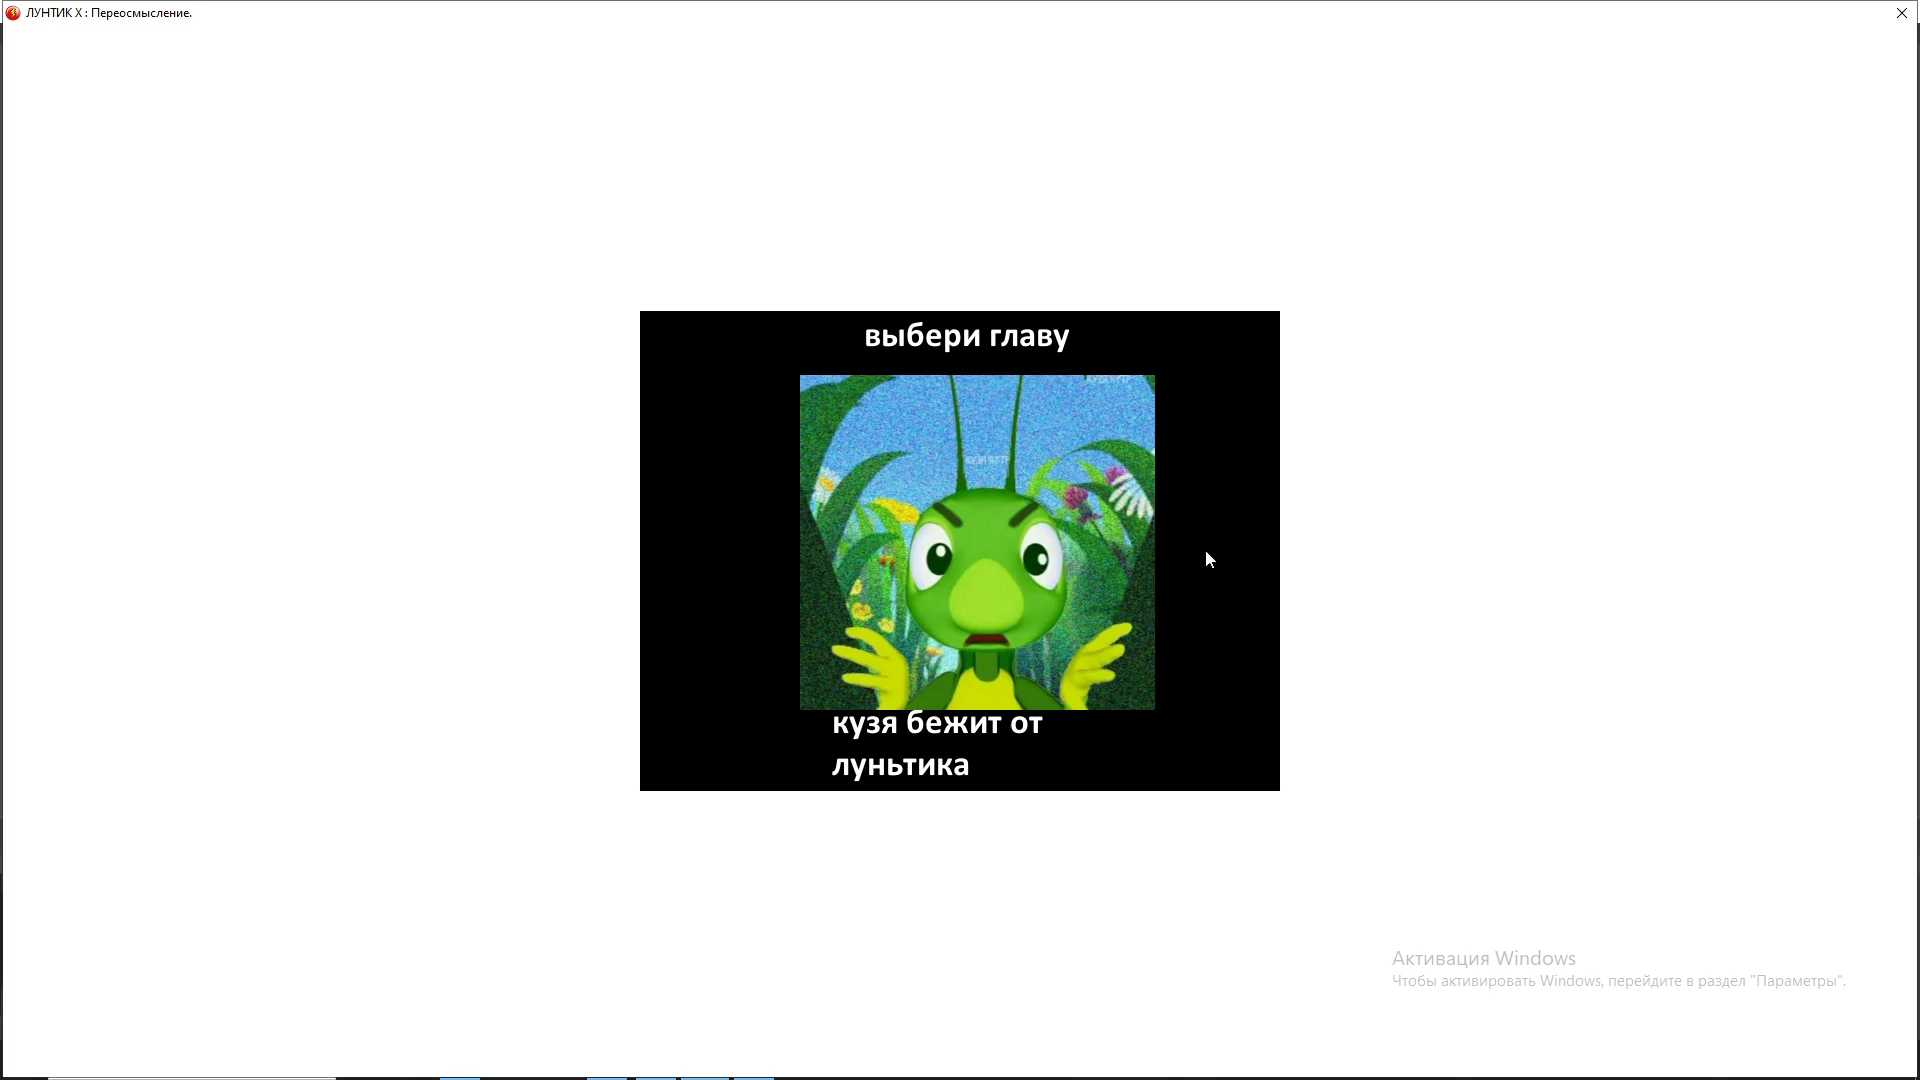 ЛУНТИК X : Переосмысление.
выбери главу
кузя бежит от
луньтика
Активация Windows
Чтобы активировать Windows, перейдите в раздел "Параметры".